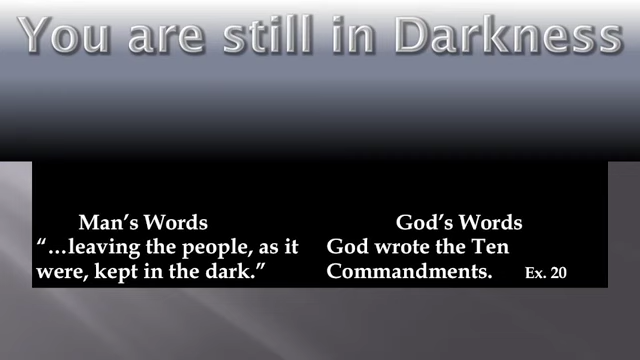 You are still in Darkness
Man’s Words
“…leaving the people, as it
were, kept in the dark.”
God’s Words
God wrote the Ten
Commandments. Ex. 20